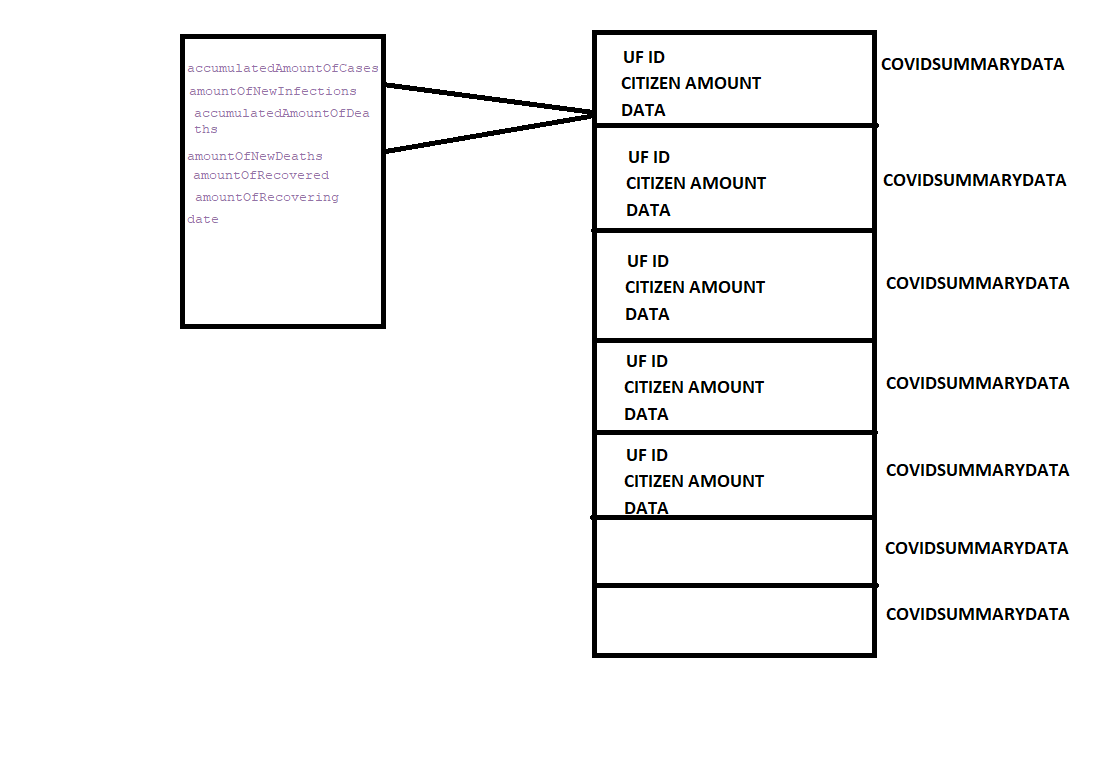 accumulatedAmountOfCases
amountOfNewInfections
accumulatedAmountOfDea
ths
amountOfNewDeaths
amountOfRecovered
amountOfRecovering
date
UF ID
CITIZEN AMOUNT
DATA
COVIDSUMMARYDATA
UF ID
CITIZEN AMOUNT
DATA
COVIDSUMMARYDATA
UF ID
CITIZEN AMOUNT
DATA
COVIDSUMMARYDATA
UF ID
CITIZEN AMOUNT
DATA
COVIDSUMMARYDATA
UF ID
CITIZEN AMOUNT
DATA
COVIDSUMMARYDATA
COVIDSUMMARYDATA
COVIDSUMMARYDATA